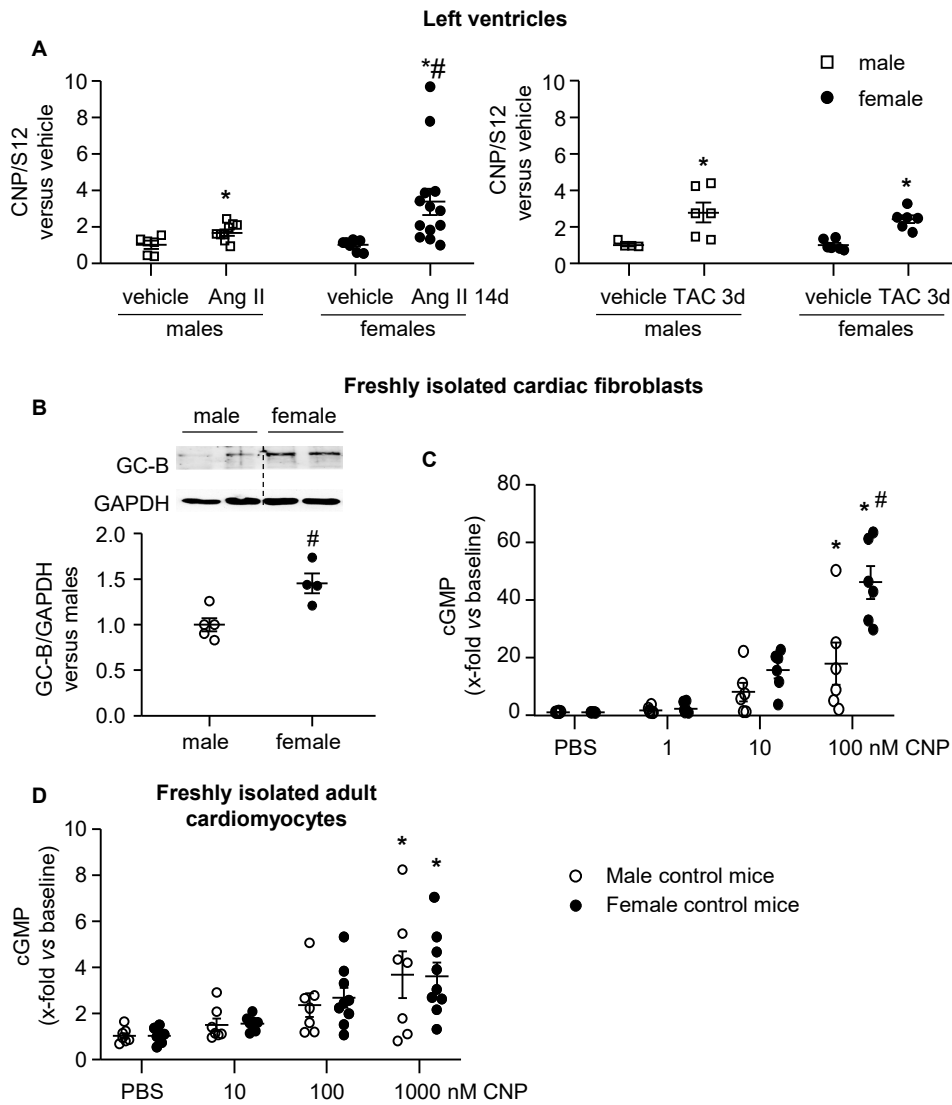 Left ventricles
A
*#
male
female
CNP/S12
versus vehicle
10
8
6
4
2
0
*
vehicle Ang II vehicle Ang II 14d
males females
CNP/S12
versus vehicle
10
8
6
4
2
0
*
*
vehicle TAC 3d vehicle TAC 3d
males females
Freshly isolated cardiac fibroblasts
B
male female
GC-B
GAPDH
GC-B/GAPDH
versus males
2.0
1.5
1.0
0.5
0.0
#
male female
C
cGMP
(x-fold vs baseline)
80
60
40
20
0
*
* #
PBS 1 10 100 nM CNP
D
Freshly isolated adult
cardiomyocytes
cGMP
(x-fold vs baseline)
10
8
6
4
2
0
*
*
PBS 10 100 1000 nM CNP
Male control mice
Female control mice